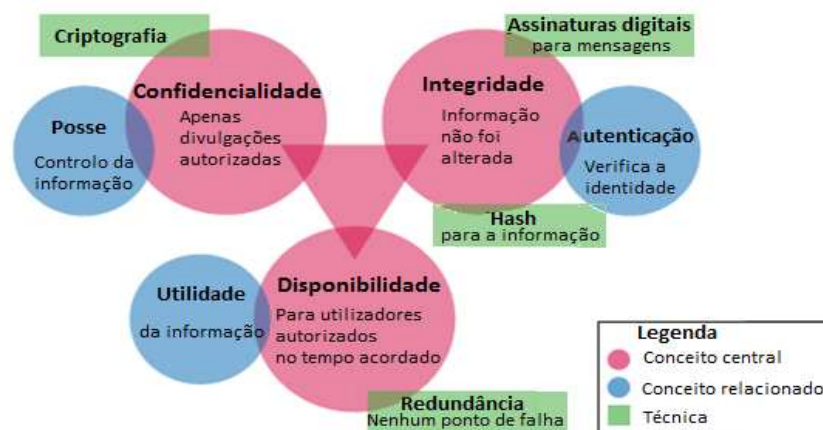 Criptografia
Assinaturas digitais
para mensagens
Confidencialidade
Apenas
divulgações
autorizadas
Integridade
Informação
não foi
alterada
Posse
Controlo da
informação
Autenticação
Verifica a
identidade
Hash
para a informação
Utilidade
da informação
Disponibilidade
Para utilizadores
autorizados
no tempo acordado
Redundância
Nenhum ponto de falha
Legenda
Conceito central
Conceito relacionado
Técnica